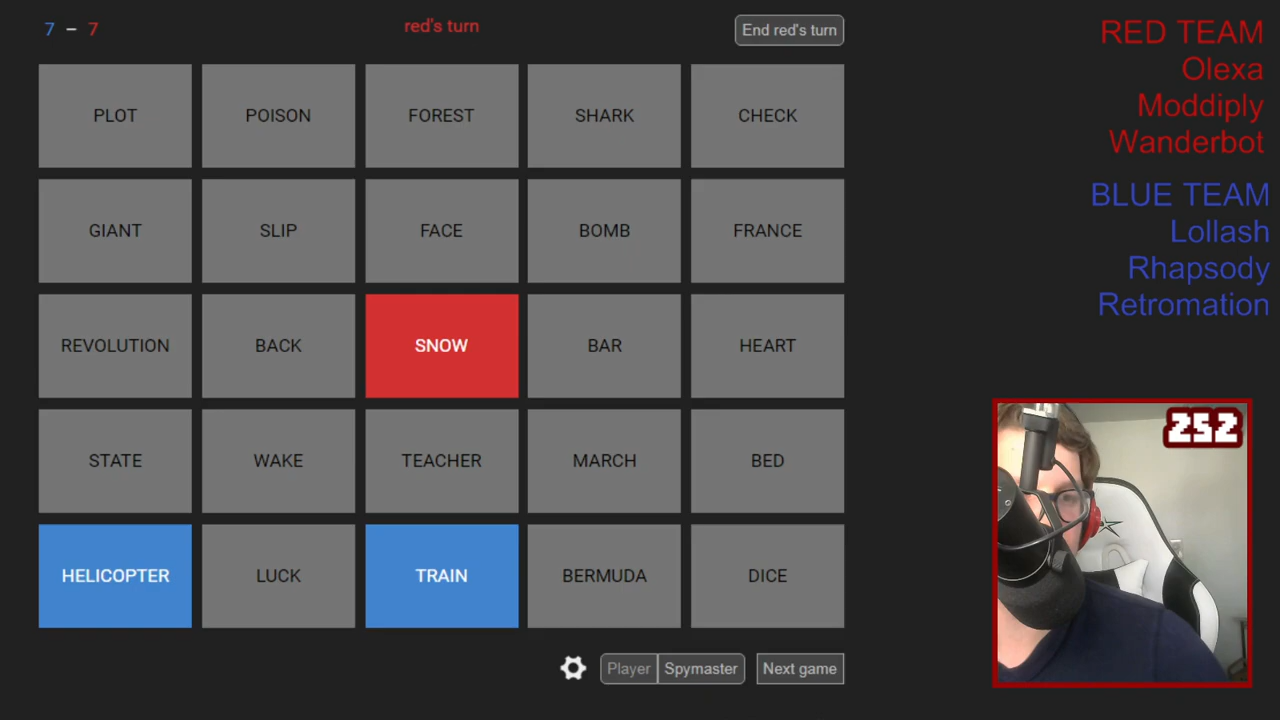 7 – 7
red's turn
End red's turn
PLOT POISON FOREST SHARK CHECK
GIANT SLIP FACE BOMB FRANCE
REVOLUTION BACK SNOW BAR HEART
STATE WAKE TEACHER MARCH BED
HELICOPTER LUCK TRAIN BERMUDA DICE
Player Spymaster Next game
RED TEAM
Olexa
Moddiply
Wanderbot
BLUE TEAM
Lollash
Rhapsody
Retromation
252